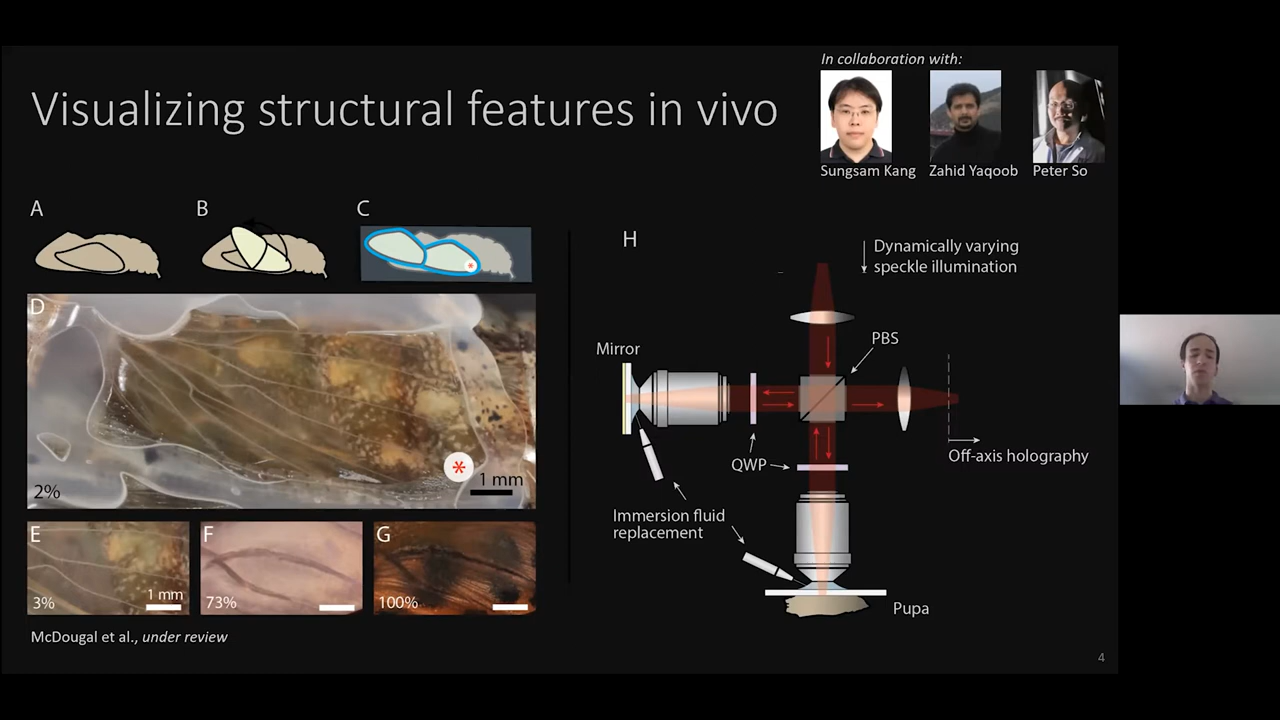 In collaboration with:
Visualizing structural features in vivo
Sungsam Kang
Zahid Yaqoob
Peter So
A
B
C
D
*
*
2%
1 mm
E
3%
1 mm
F
73%
G
100%
McDougal et al., under review
H
Dynamically varying
speckle illumination
Mirror
PBS
QWP
Off-axis holography
Immersion fluid
replacement
Pupa
4